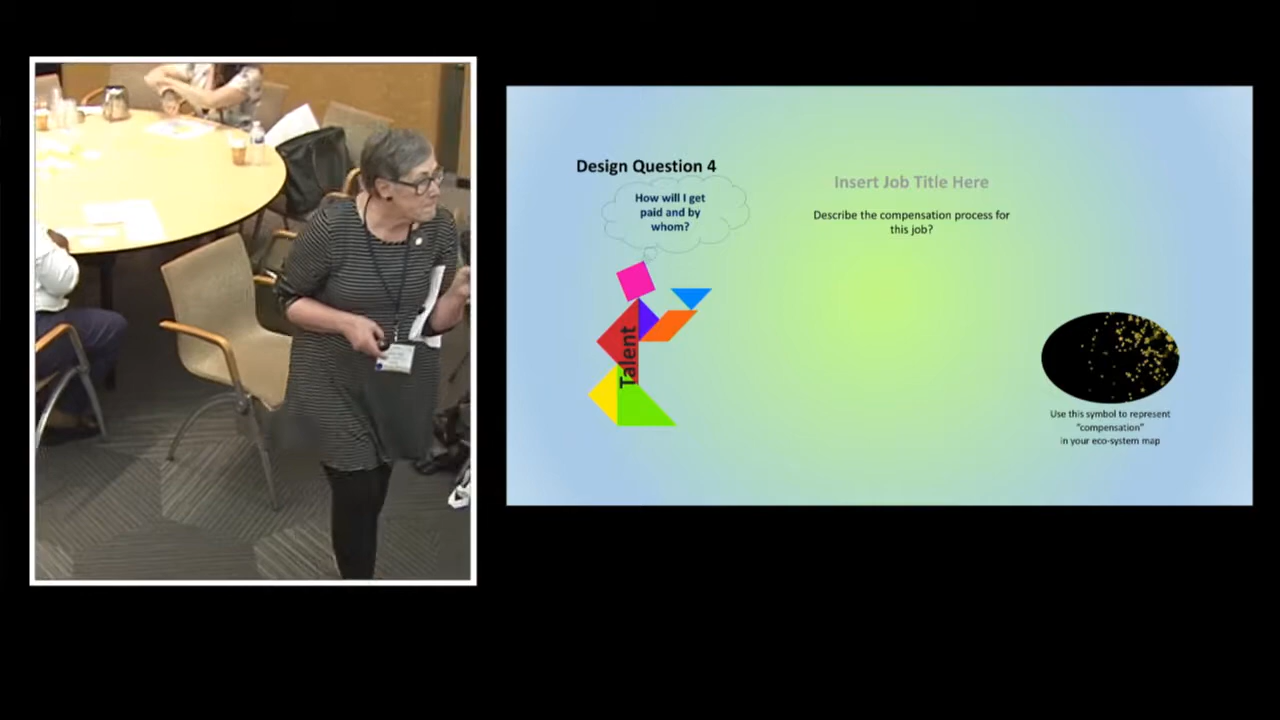 Design Question 4
How will I get
paid and by
whom?
Talent
Insert Job Title Here
Describe the compensation process for
this job?
Use this symbol to represent
"compensation"
in your eco-system map